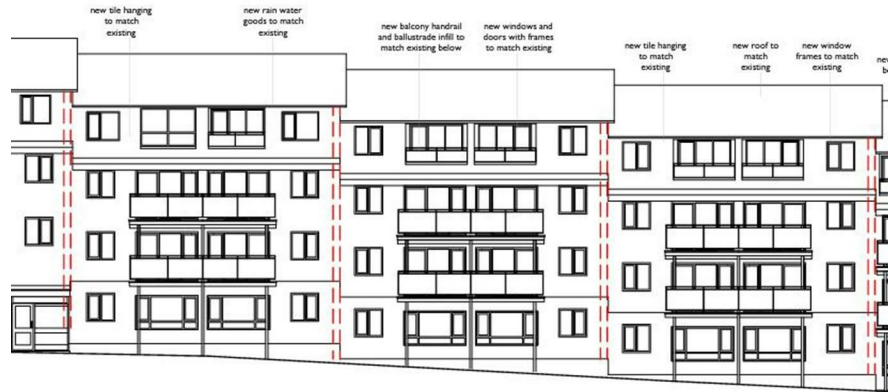 new tile hanging
to match
existing
new rain water
goods to match
existing
new balcony handrail
and ballustrade infill to
match existing below
new windows and
doors with frames
to match existing
new tile hanging
to match
existing
new roof to
match
existing
new window
frames to match
existing